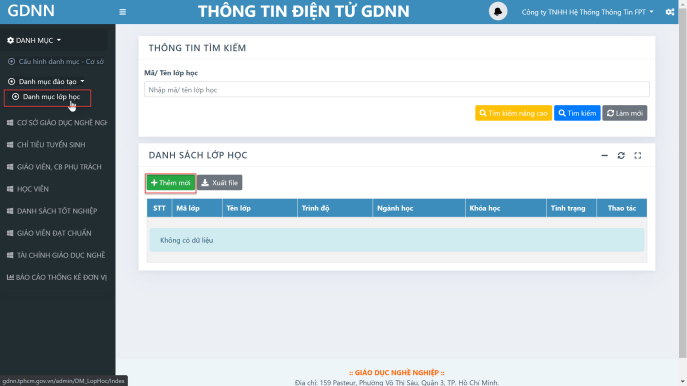 GDNN
THÔNG TIN ĐIỆN TỬ GDNN
Công ty TNHH Hệ Thống Thông Tin FPT
DANH MỤC
Cấu hình danh mục - Cơ sở
Danh mục đào tạo
Danh mục lớp học
CƠ SỞ GIÁO DỤC NGHỀ NGH
CHỈ TIÊU TUYỂN SINH
GIÁO VIÊN, CB PHỤ TRÁCH
HỌC VIÊN
DANH SÁCH TỐT NGHIỆP
GIÁO VIÊN ĐẠT CHUẨN
TÀI CHÍNH GIÁO DỤC NGHỀ
BÁO CÁO THỐNG KÊ ĐƠN VỊ
THÔNG TIN TÌM KIẾM
Mã/ Tên lớp học
Nhập mã/ tên lớp học
Tìm kiếm nâng cao
Tìm kiếm
Làm mới
DANH SÁCH LỚP HỌC
Thêm mới
Xuất file
STT Mã lớp Tên lớp Trình độ Ngành học Khóa học Tình trạng Thao tác
Không có dữ liệu
:: GIÁO DỤC NGHỀ NGHIỆP ::
Địa chỉ: 159 Pasteur, Phường Võ Thị Sáu, Quận 3, TP. Hồ Chí Minh.
gdnn.tphcm.gov.vn/admin/DM_LopHoc/Index